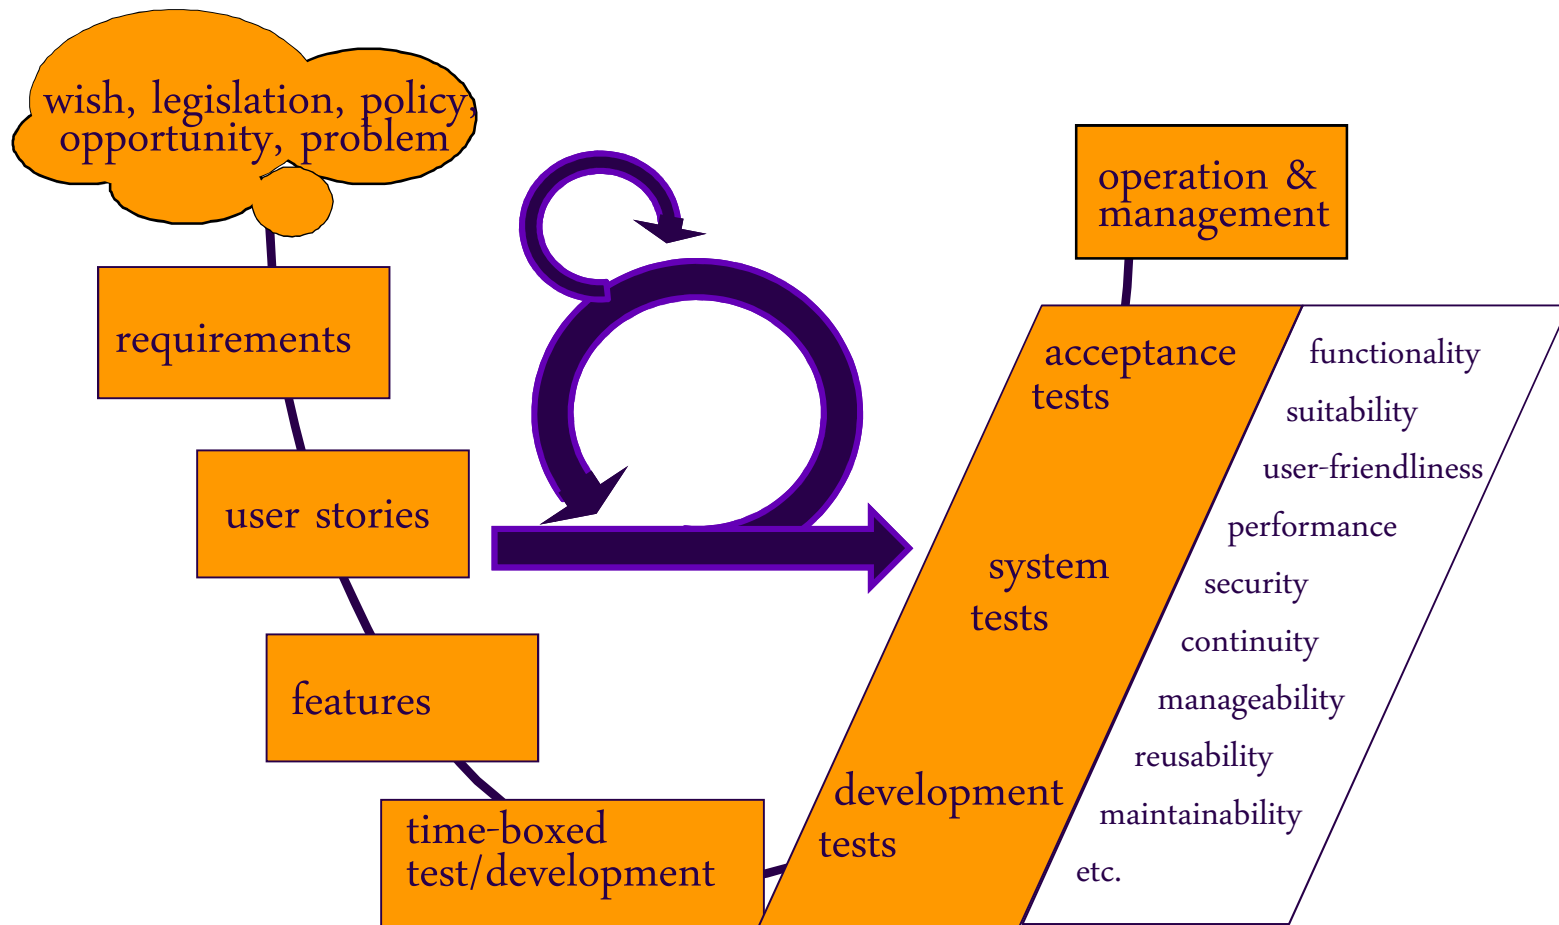 wish, legislation, policy,
opportunity, problem
requirements
user stories
features
time-boxed
test/development
operation &
management
acceptance
tests
system
tests
development
tests
functionality
suitability
user-friendliness
performance
security
continuity
manageability
reusability
maintainability
etc.